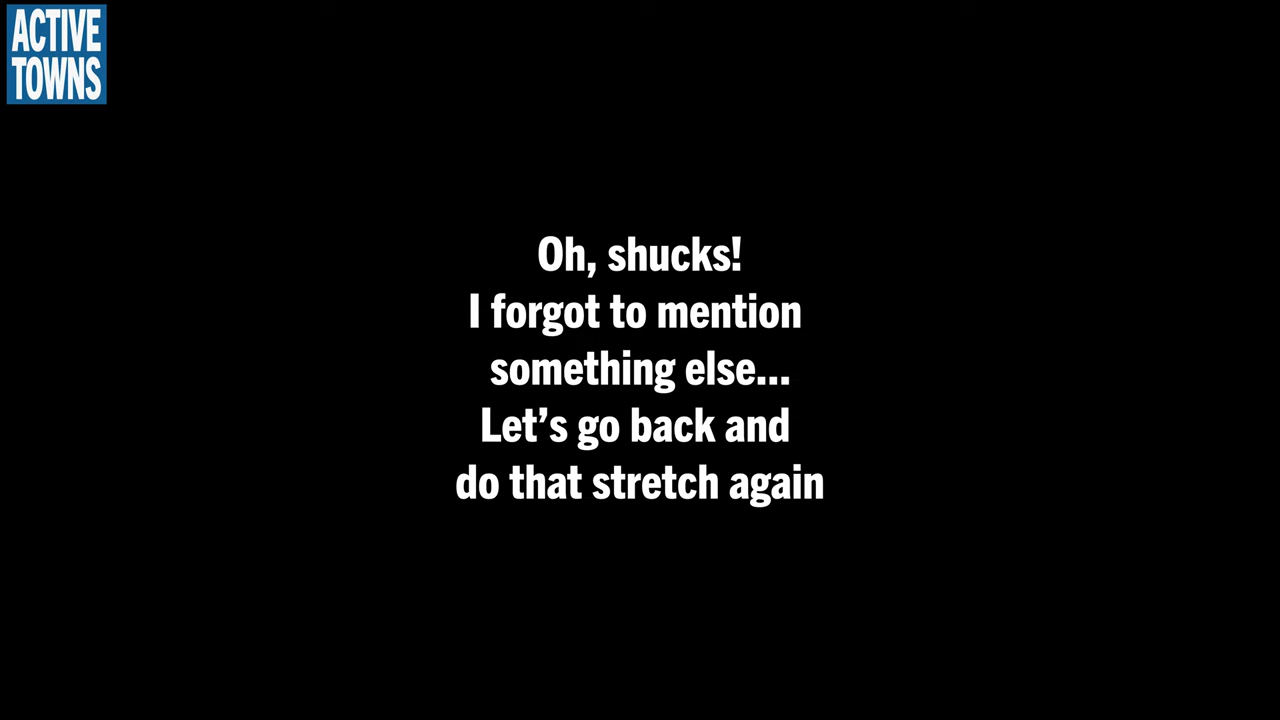 ACTIVE
TOWNS
Oh, shucks!
I forgot to mention
something else...
Let's go back and
do that stretch again